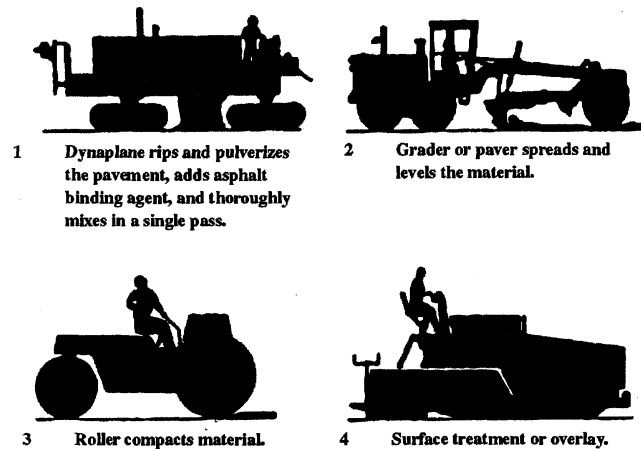 1 Dynaplane rips and pulverizes
the pavement, adds asphalt
binding agent, and thoroughly
mixes in a single pass.
2 Grader or paver spreads and
levels the material.
3 Roller compacts material.
4 Surface treatment or overlay.